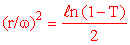 (r/ω)² = ℓn (1 − T) / 2